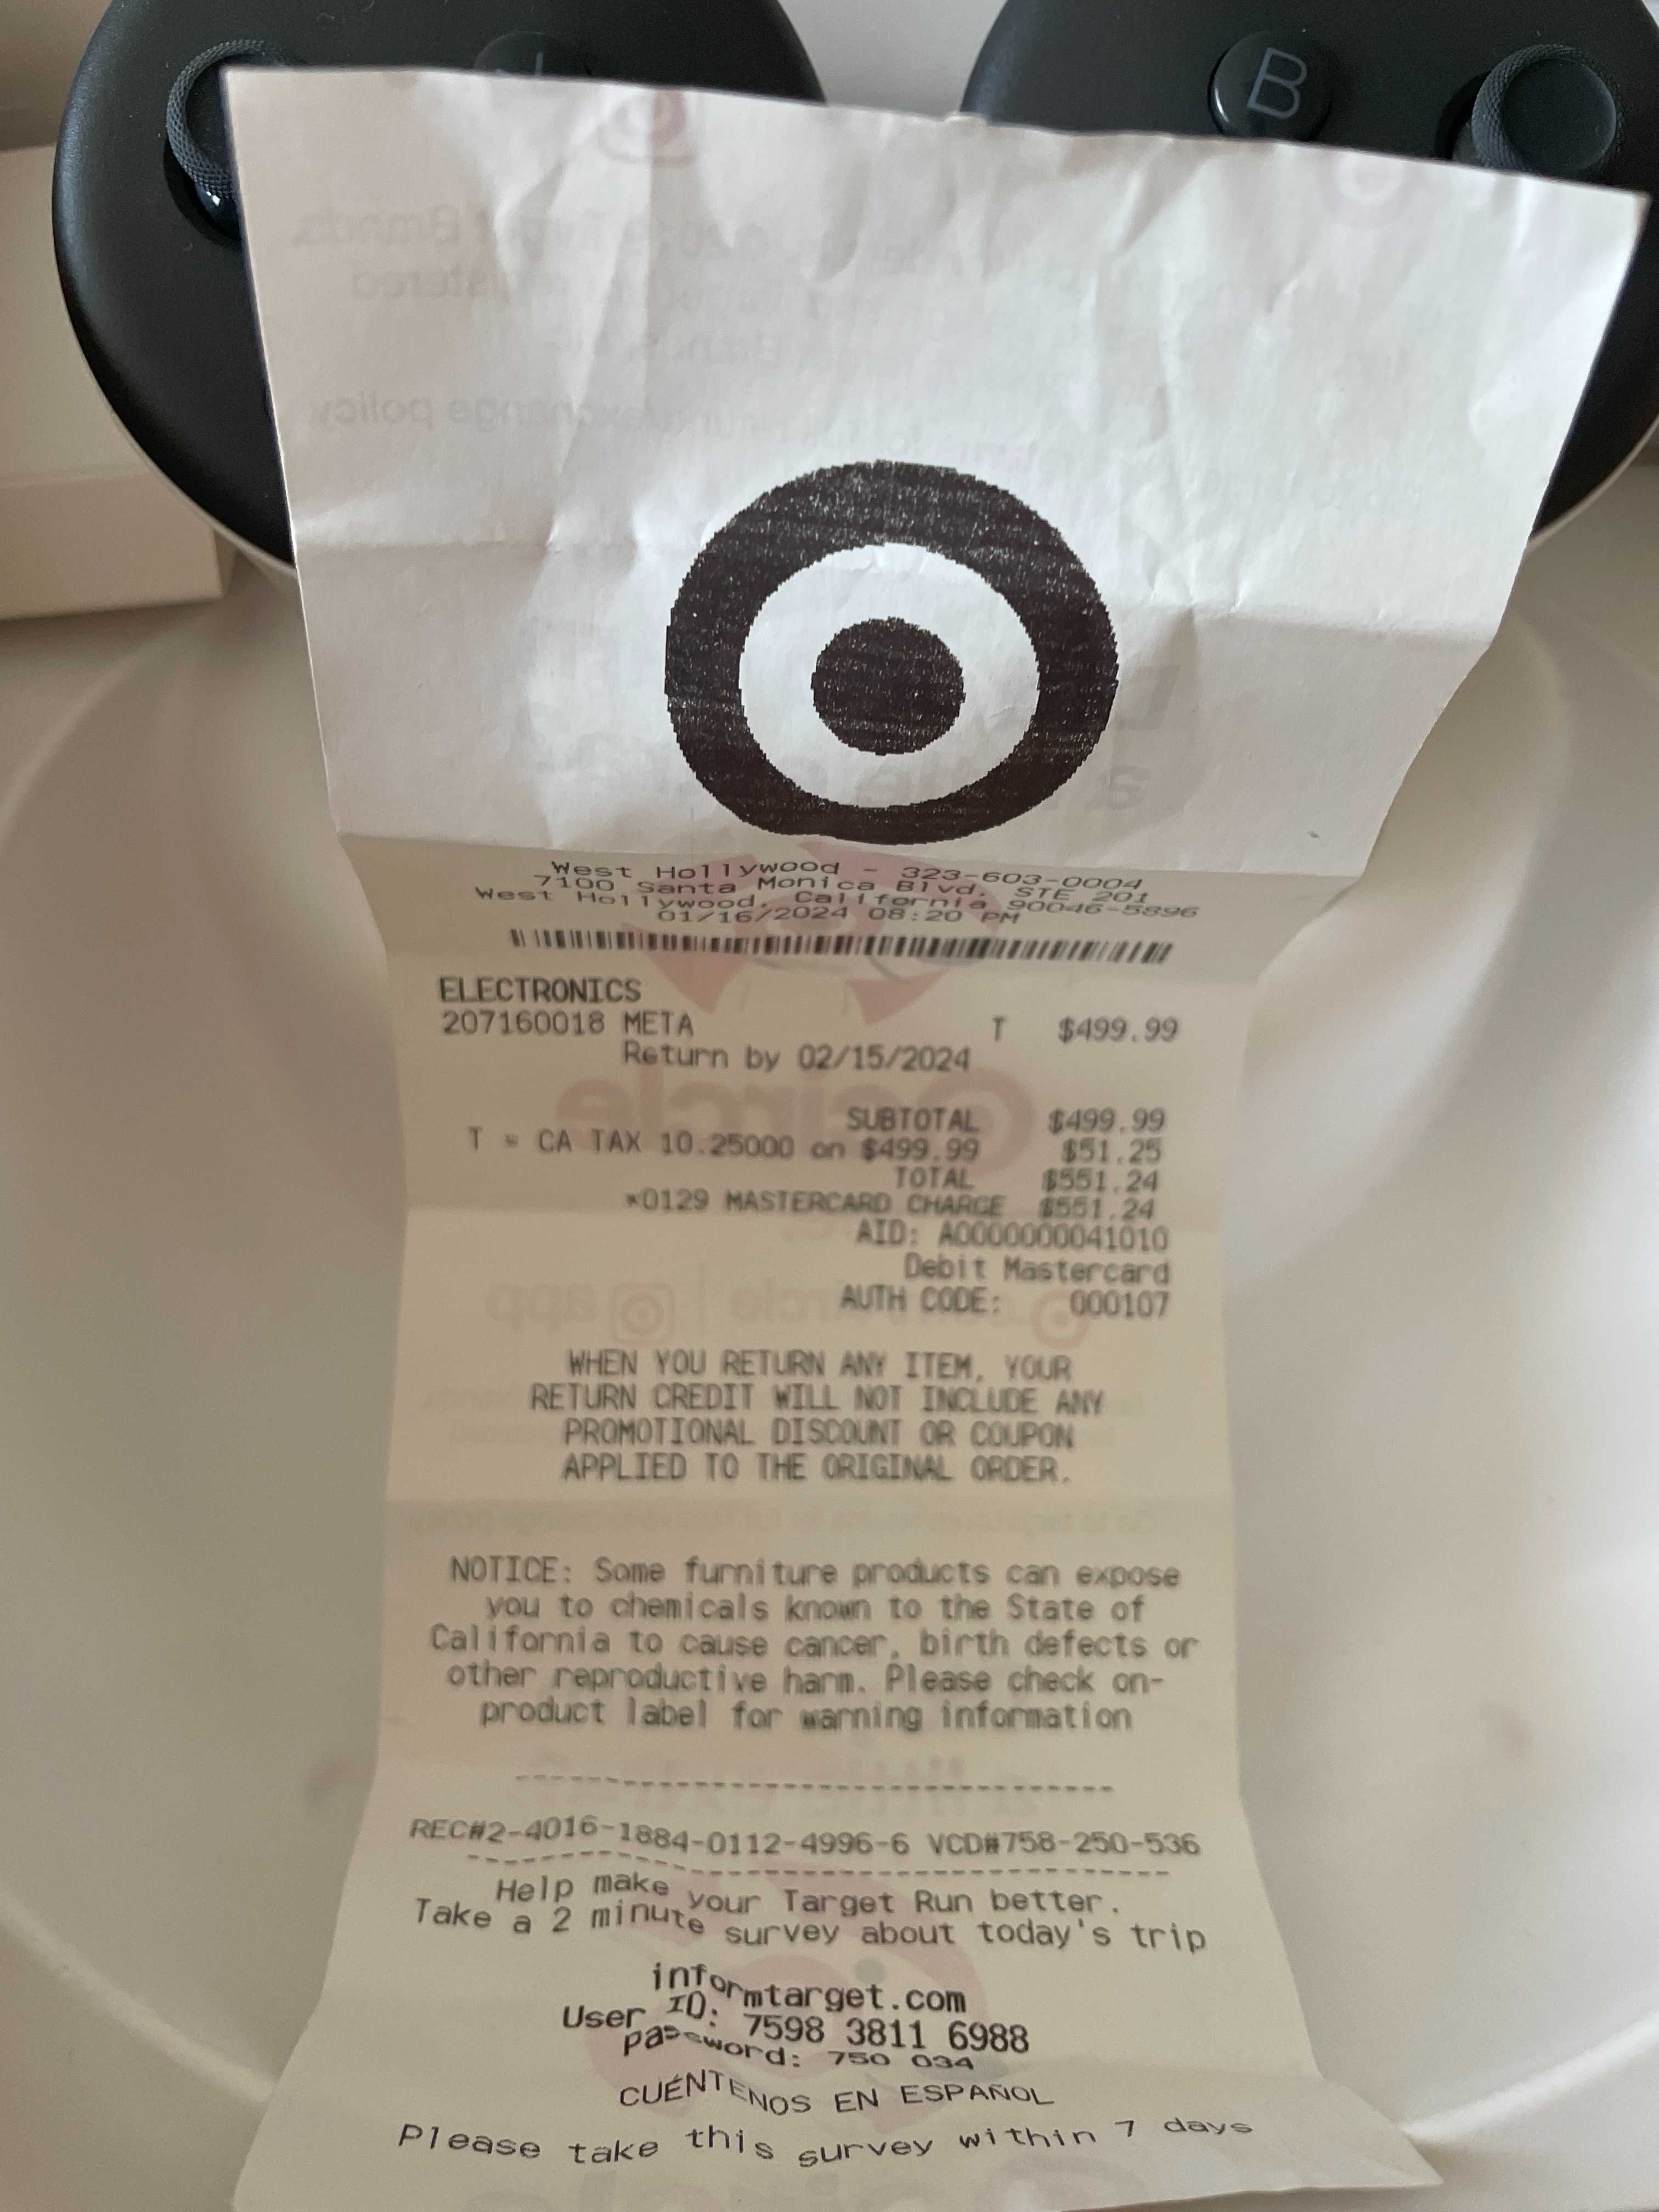 B
West Hollywood - 323-603-0004
7100 Santa Monica Blvd. STE 201
West Hollywood, California 90046-5896
01/16/2024 08:20 PM
ELECTRONICS
207160018 META T $499.99
Return by 02/15/2024
SUBTOTAL $499.99
T = CA TAX 10.25000 on $499.99 $51.25
TOTAL $551.24
*0129 MASTERCARD CHARGE $551.24
AID: A0000000041010
Debit Mastercard
AUTH CODE: 000107
WHEN YOU RETURN ANY ITEM, YOUR
RETURN CREDIT WILL NOT INCLUDE ANY
PROMOTIONAL DISCOUNT OR COUPON
APPLIED TO THE ORIGINAL ORDER.
NOTICE: Some furniture products can expose
you to chemicals known to the State of
California to cause cancer, birth defects or
other reproductive harm. Please check on-
product label for warning information
REC#2-4016-1884-0112-4996-6 VCD#758-250-536
Help make your Target Run better.
Take a 2 minute survey about today's trip
informtarget.com
User ID: 7598 3811 6988
Password: 750 034
CUÉNTENOS EN ESPAÑOL
Please take this survey within 7 days